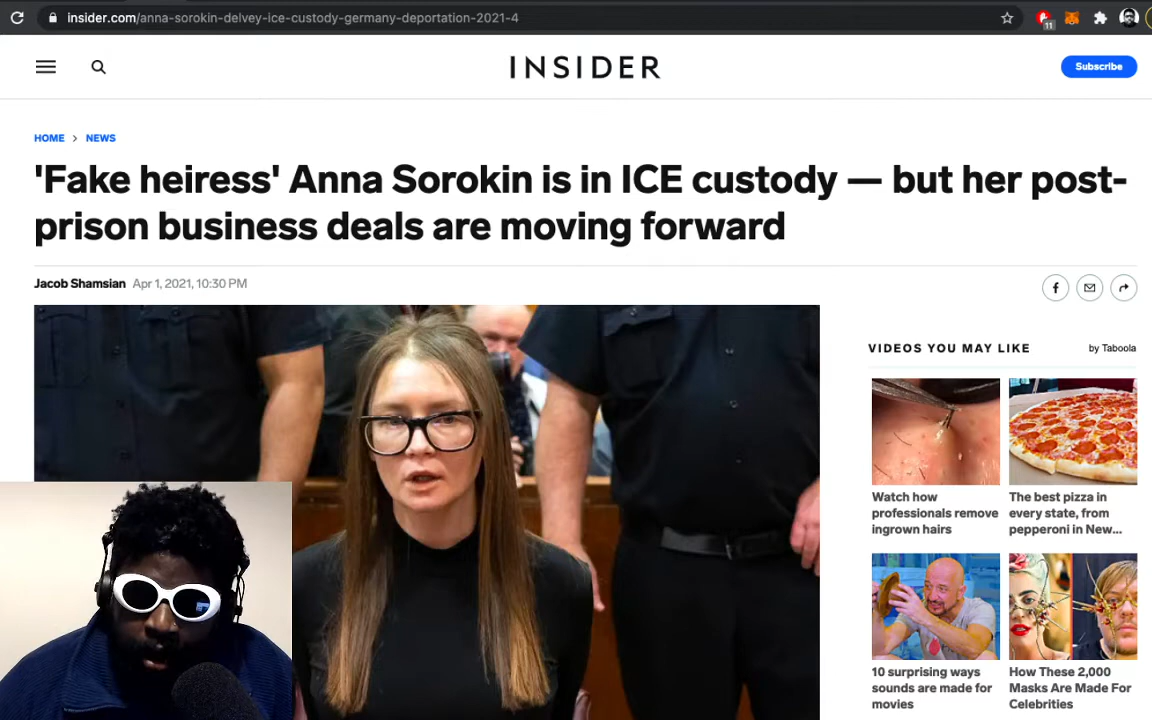 insider.com/anna-sorokin-delvey-ice-custody-germany-deportation-2021-4
11
INSIDER
Subscribe
HOME > NEWS
'Fake heiress' Anna Sorokin is in ICE custody — but her post-
prison business deals are moving forward
Jacob Shamsian Apr 1, 2021, 10:30 PM
VIDEOS YOU MAY LIKE
by Taboola
Watch how
professionals remove
ingrown hairs
The best pizza in
every state, from
pepperoni in New...
10 surprising ways
sounds are made for
movies
How These 2,000
Masks Are Made For
Celebrities